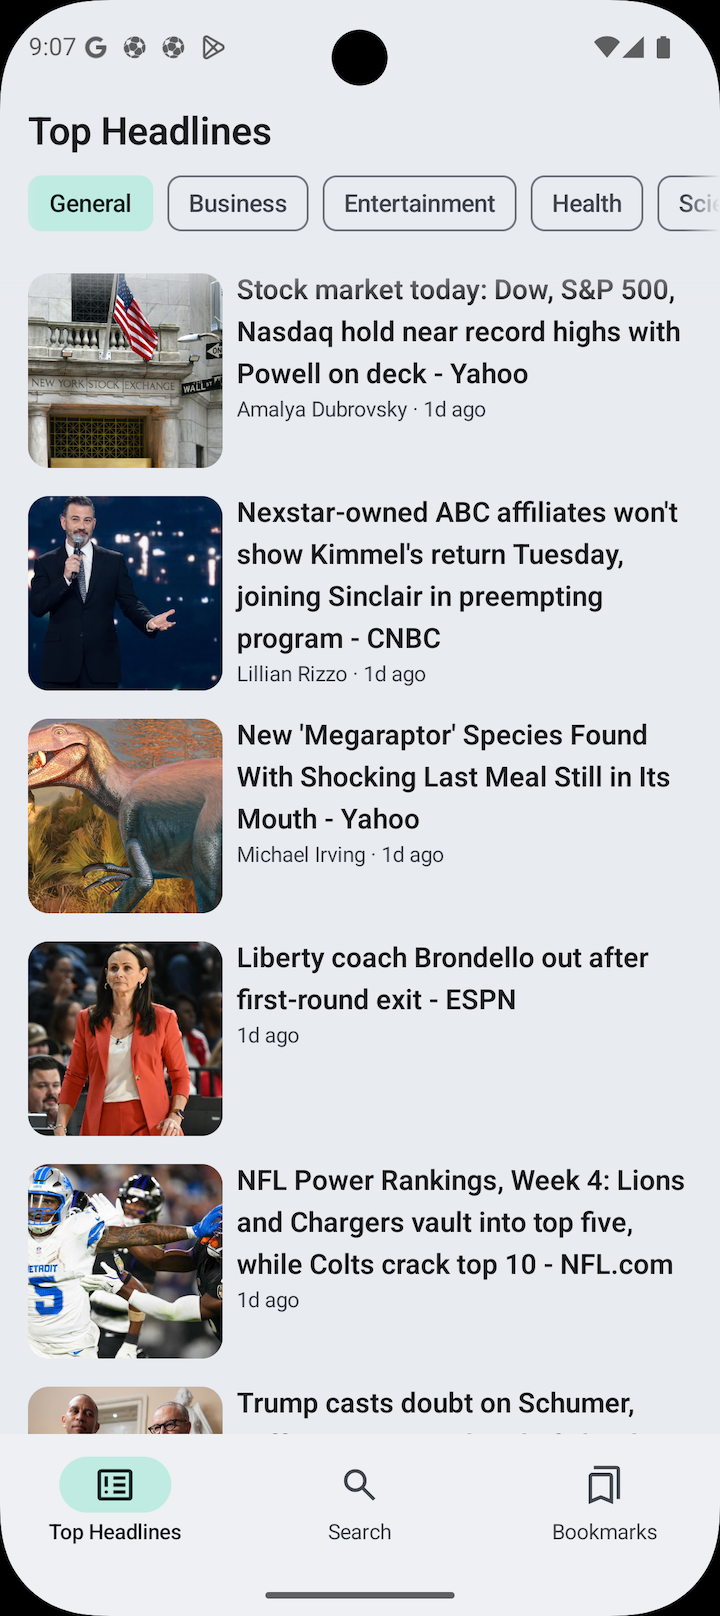 9:07
Top Headlines
General Business Entertainment Health Scie
Stock market today: Dow, S&P 500,
Nasdaq hold near record highs with
Powell on deck - Yahoo
Amalya Dubrovsky · 1d ago
NEW YORK STOCK EXCHANGE
WALL ST
ON
Nexstar-owned ABC affiliates won't
show Kimmel's return Tuesday,
joining Sinclair in preempting
program - CNBC
Lillian Rizzo · 1d ago
New 'Megaraptor' Species Found
With Shocking Last Meal Still in Its
Mouth - Yahoo
Michael Irving · 1d ago
Liberty coach Brondello out after
first-round exit - ESPN
1d ago
NFL Power Rankings, Week 4: Lions
and Chargers vault into top five,
while Colts crack top 10 - NFL.com
1d ago
DETROIT
5
Trump casts doubt on Schumer,
Top Headlines Search Bookmarks